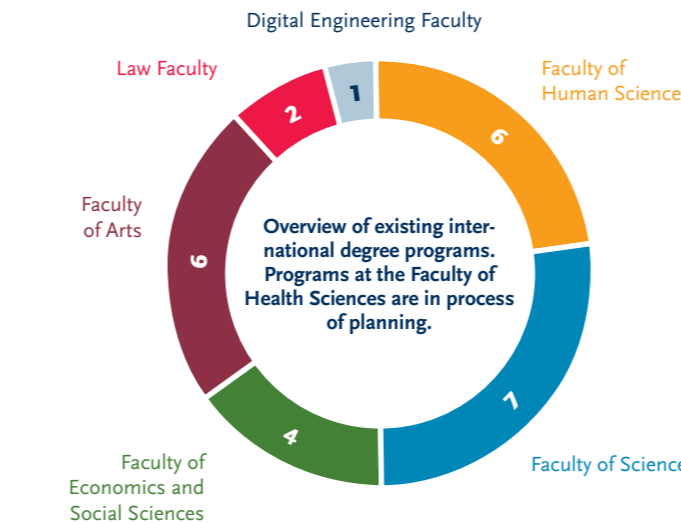 Digital Engineering Faculty
Law Faculty
Faculty of
Human Science
1
2
6
Faculty
of Arts
6
Overview of existing inter-
national degree programs.
Programs at the Faculty of
Health Sciences are in process
of planning.
7
4
Faculty of Science
Faculty of
Economics and
Social Sciences